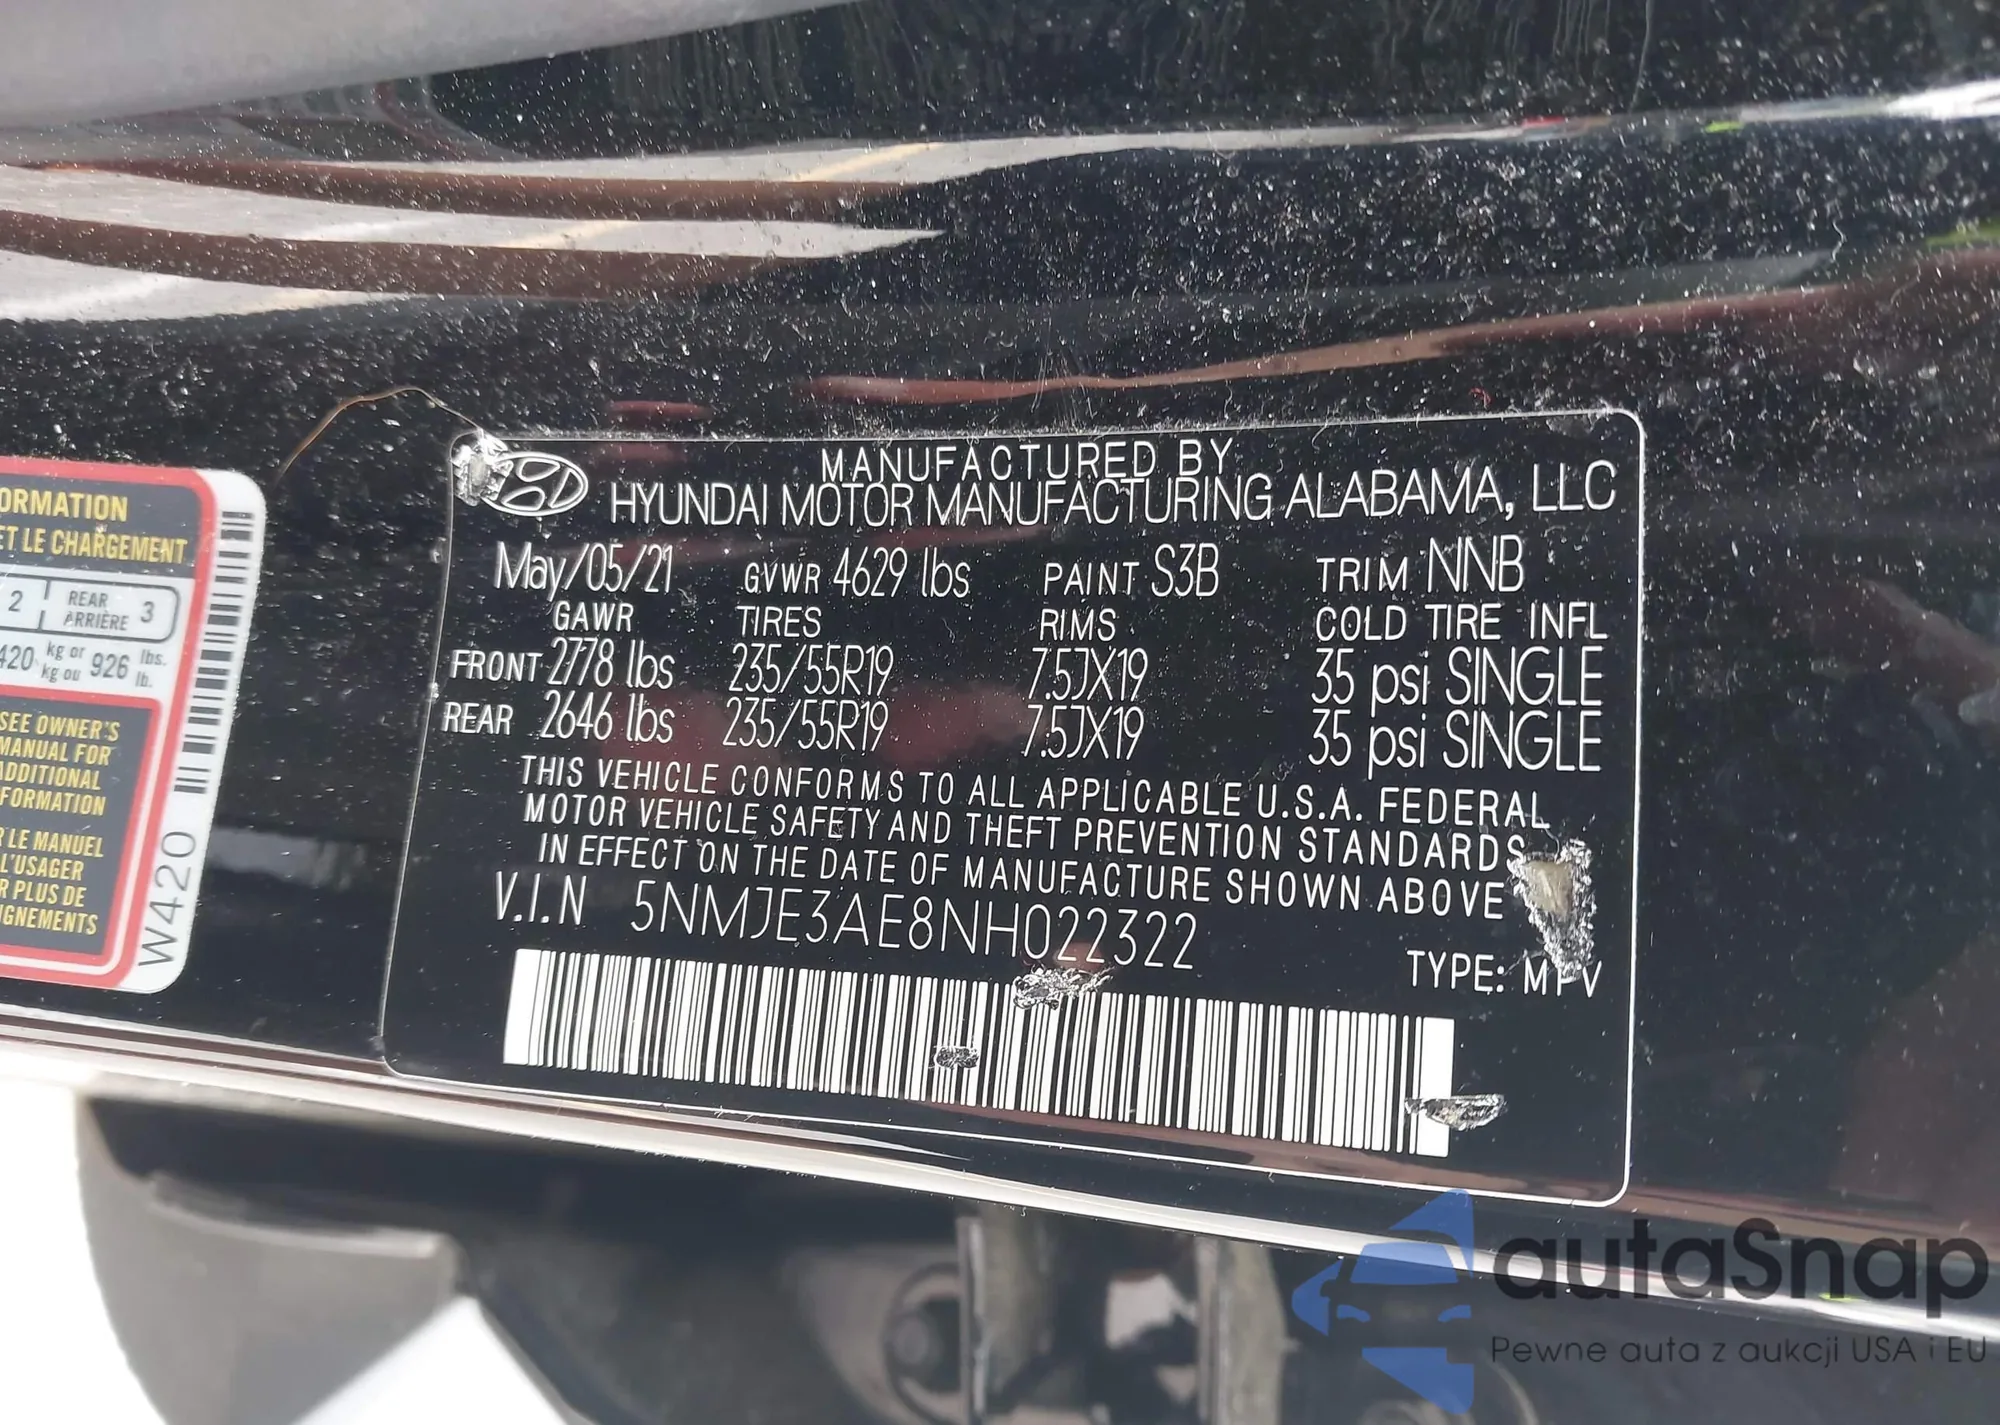 ORMATION
ET LE CHARGEMENT
2 REAR ARRIÈRE 3
420 kg or kg ou 926 lbs. lb.
SEE OWNER'S
MANUAL FOR
ADDITIONAL
FORMATION
LE MANUEL
L'USAGER
R PLUS DE
IGNEMENTS
W420
MANUFACTURED BY
HYUNDAI MOTOR MANUFACTURING ALABAMA, LLC
May/05/21 GVWR 4629 lbs PAINT S3B TRIM NNB
GAWR TIRES RIMS COLD TIRE INFL
FRONT 2778 lbs 235/55R19 7.5JX19 35 psi SINGLE
REAR 2646 lbs 235/55R19 7.5JX19 35 psi SINGLE
THIS VEHICLE CONFORMS TO ALL APPLICABLE U.S.A. FEDERAL
MOTOR VEHICLE SAFETY AND THEFT PREVENTION STANDARDS
IN EFFECT ON THE DATE OF MANUFACTURE SHOWN ABOVE
V.I.N 5NMJE3AE8NH022322
TYPE: MPV
autaSnap
Pewne auta z aukcji USA i EU